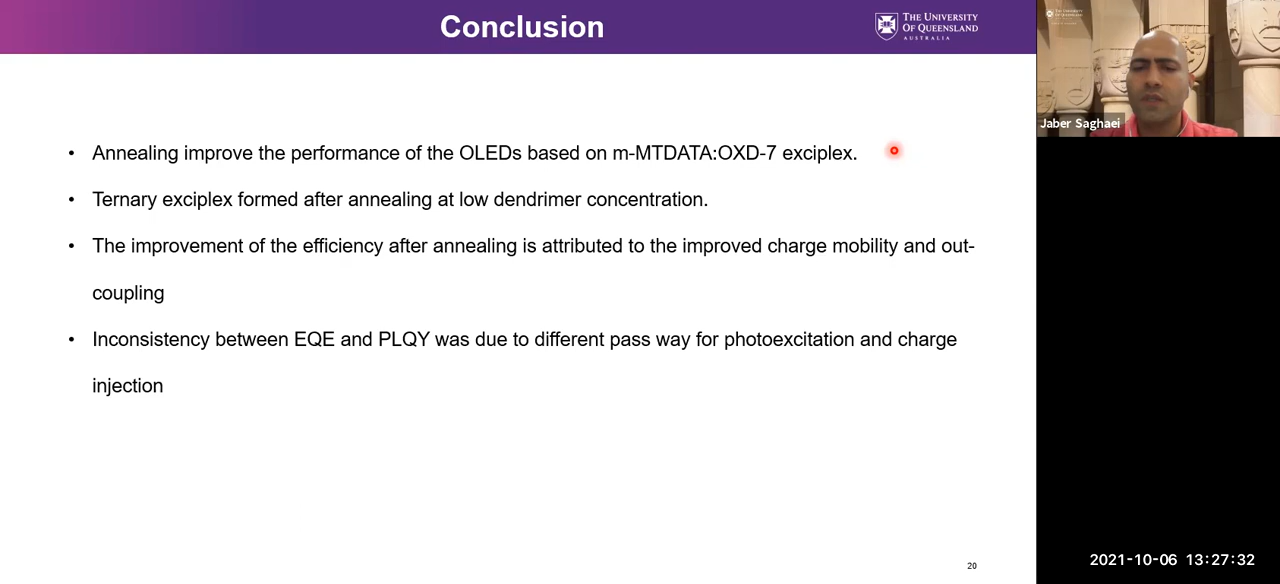 Conclusion
THE UNIVERSITY
OF QUEENSLAND
AUSTRALIA
• Annealing improve the performance of the OLEDs based on m-MTDATA:OXD-7 exciplex.
• Ternary exciplex formed after annealing at low dendrimer concentration.
• The improvement of the efficiency after annealing is attributed to the improved charge mobility and out-
coupling
• Inconsistency between EQE and PLQY was due to different pass way for photoexcitation and charge
injection
20
Jaber Saghaei
2021-10-06 13:27:32